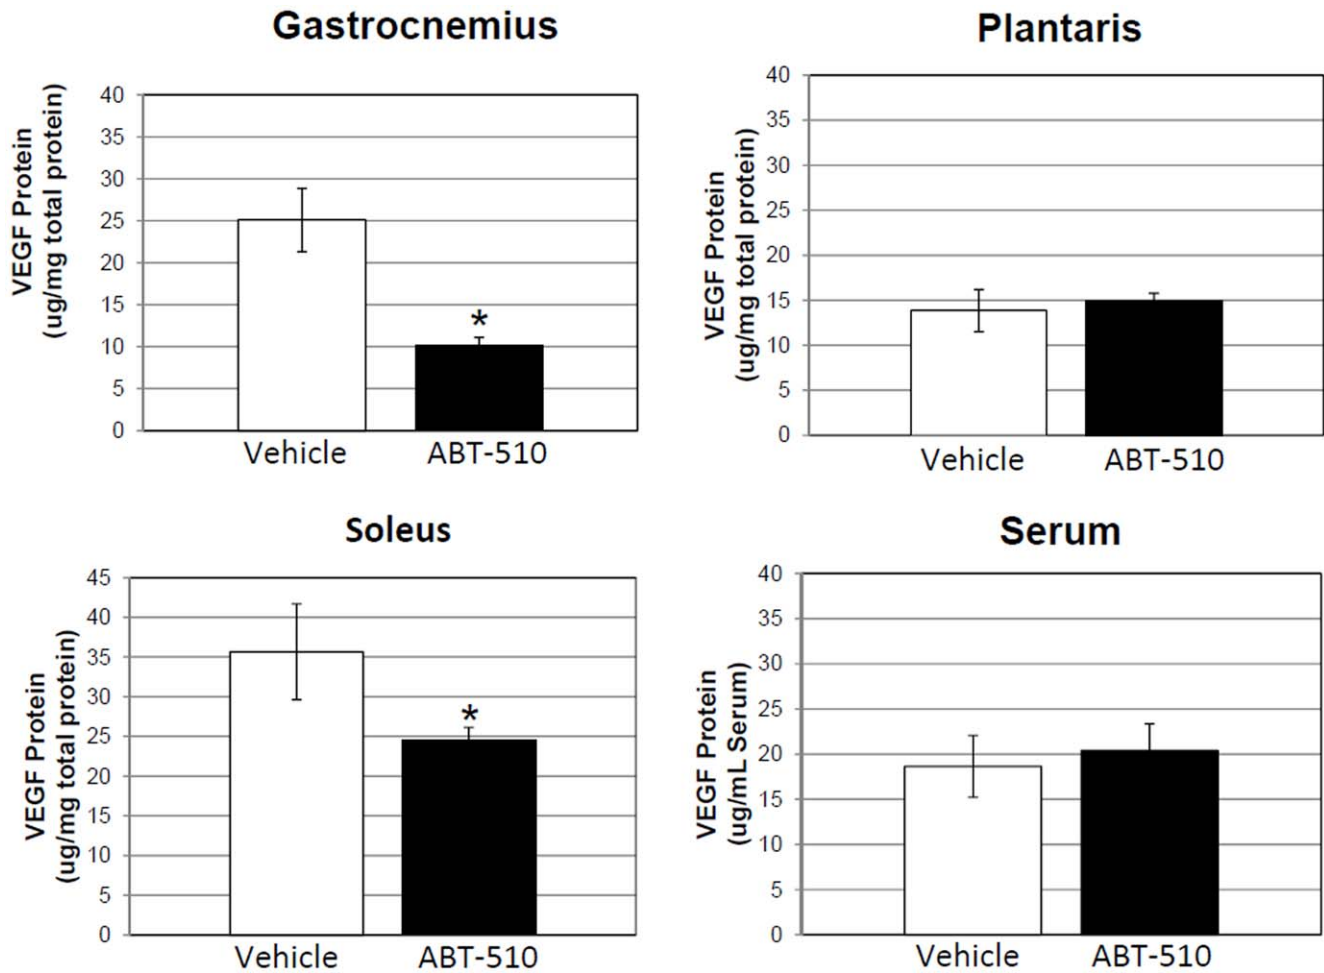 Gastrocnemius
VEGF Protein
(ug/mg total protein)
40
35
30
25
20
15
10
5
0
*
Vehicle
ABT-510
Plantaris
VEGF Protein
(ug/mg total protein)
40
35
30
25
20
15
10
5
0
Vehicle
ABT-510
Soleus
VEGF Protein
(ug/mg total protein)
45
40
35
30
25
20
15
10
5
0
*
Vehicle
ABT-510
Serum
VEGF Protein
(ug/mL Serum)
40
35
30
25
20
15
10
5
0
Vehicle
ABT-510